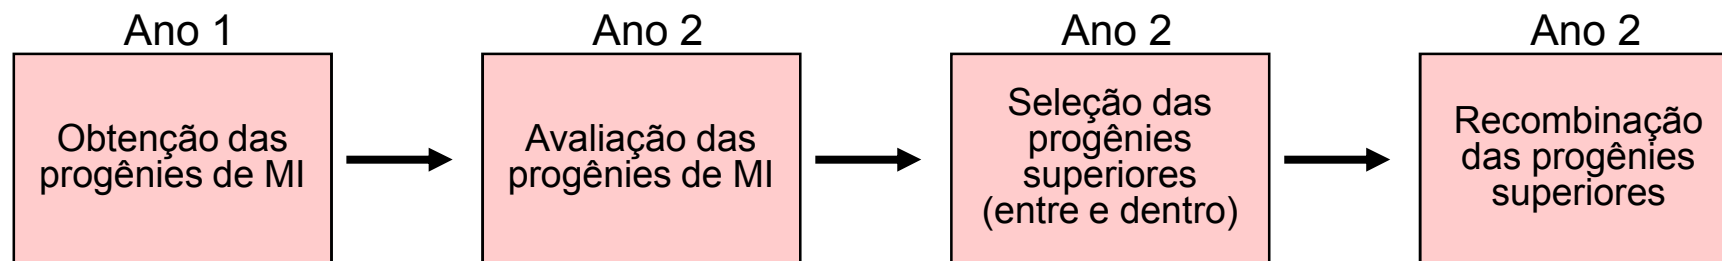 Ano 1
Obtenção das
progênies de MI
Ano 2
Avaliação das
progênies de MI
Ano 2
Seleção das
progênies
superiores
(entre e dentro)
Ano 2
Recombinação
das progênies
superiores